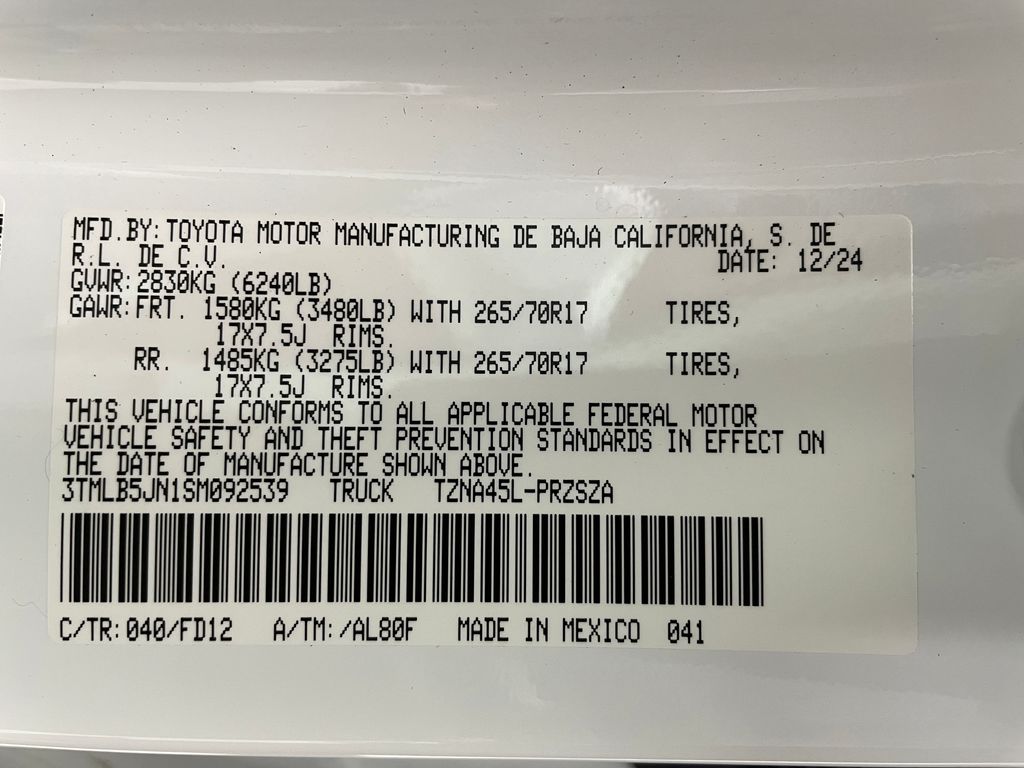 MFD.BY: TOYOTA MOTOR MANUFACTURING DE BAJA CALIFORNIA, S. DE
R.L. DE C.V. DATE: 12/24
GVWR: 2830KG (6240LB)
GAWR: FRT. 1580KG (3480LB) WITH 265/70R17 TIRES,
17X7.5J RIMS.
RR. 1485KG (3275LB) WITH 265/70R17 TIRES,
17X7.5J RIMS.
THIS VEHICLE CONFORMS TO ALL APPLICABLE FEDERAL MOTOR
VEHICLE SAFETY AND THEFT PREVENTION STANDARDS IN EFFECT ON
THE DATE OF MANUFACTURE SHOWN ABOVE.
3TMLB5JN1SM092539 TRUCK TZNA45L-PRZSZA
C/TR: 040/FD12 A/TM: /AL80F MADE IN MEXICO 041